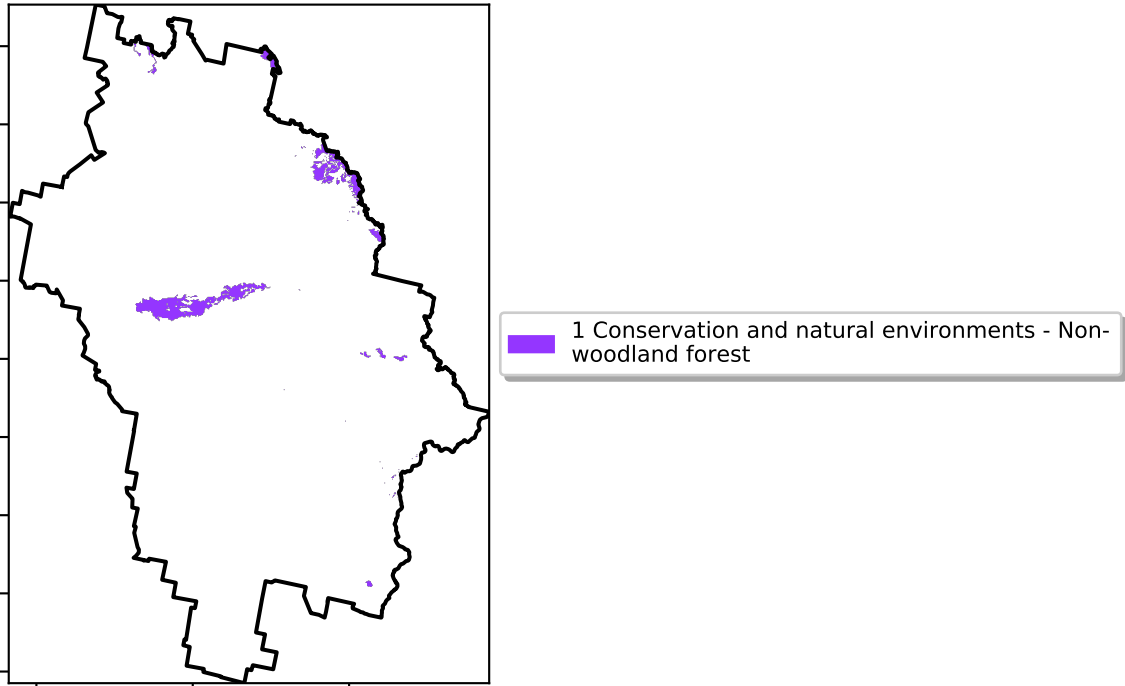 1 Conservation and natural environments - Non-
woodland forest